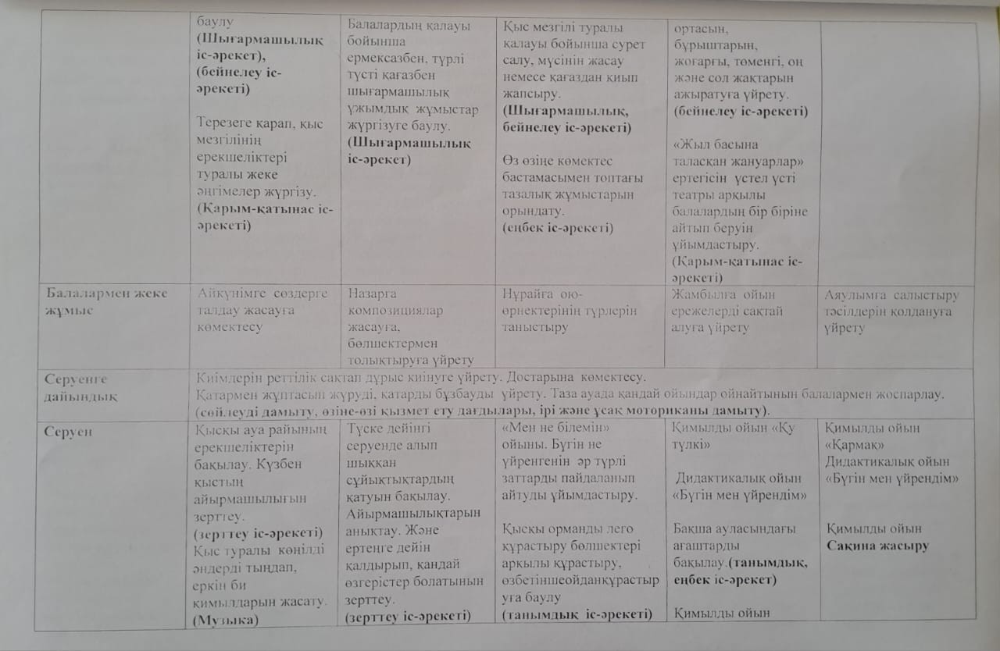 баулу
(Шығармашылық
іс-әрекет),
(бейнелеу іс-
әрекеті)
Терезеге қарап, қыс
мезгілінің
ерекшеліктері
туралы жеке
әңгімелер жүргізу.
(Қарым-қатынас іс-
әрекеті)
Балалардың қалауы
бойынша
ермексазбен, түрлі
түсті қағазбен
шығармашылық
ұжымдық жұмыстар
жүргізуге баулу.
(Шығармашылық
іс-әрекет)
Қыс мезгілі туралы
қалауы бойынша сурет
салу, мүсінін жасау
немесе қағаздан қиып
жапсыру.
(Шығармашылық,
бейнелеу іс-әрекеті)
Өз өзіңе көмектес
бастамасымен топтағы
тазалық жұмыстарын
орындату.
(еңбек іс-әрекеті)
ортасын,
бұрыштарын,
жоғарғы, төменгі, оң
және сол жақтарын
ажыратуға үйрету.
(бейнелеу іс-әрекеті)
«Жыл басына
таласқан жануарлар»
ертегісін үстел үсті
театры арқылы
балалардың бір біріне
айтып беруін
ұйымдастыру.
(Қарым-қатынас іс-
әрекеті)
Балалармен жеке
жұмыс
Айкүнімге сөздерге
талдау жасауға
көмектесу
Назарға
композициялар
жасауға,
бөлшектермен
толықтыруға үйрету
Нұрайға ою-
өрнектерінің түрлерін
таныстыру
Жамбылға ойын
ережелерді сақтай
алуға үйрету
Аяулымға салыстыру
тәсілдерін қолдануға
үйрету
Серуенге
дайындық
Киімдерін реттілік сақтап дұрыс киінуге үйрету. Достарына көмектесу.
Қатармен жұптасып жүруді, қатарды бұзбауды үйрету. Таза ауада қандай ойындар ойнайтынын балалармен жоспарлау.
(сөйлеуді дамыту, өзіне-өзі қызмет ету дағдылары, ірі және ұсақ моториканы дамыту).
Серуен
Қысқы ауа райының
ерекшеліктерін
бақылау. Күзбен
қыстың
айырмашылығын
зерттеу.
(зерттеу іс-әрекеті)
Қыс туралы көңілді
әндерді тыңдап,
еркін би
қимылдарын жасату.
(Музыка)
Түске дейінгі
серуенде алып
шыққан
сұйықтықтардың
қатуын бақылау.
Айырмашылықтарын
анықтау. Және
ертеңге дейін
қалдырып, қандай
өзгерістер болатынын
зерттеу.
(зерттеу іс-әрекеті)
«Мен не білемін»
ойыны. Бүгін не
үйренгенін әр түрлі
заттарды пайдаланып
айтуды ұйымдастыру.
Қысқы орманды лего
құрастыру бөлшектері
арқылы құрастыру,
өзбетіншеойданқұрастыр
уға баулу
(танымдық іс-әрекеті)
Қимылды ойын «Қу
түлкі»
Дидактикалық ойын
«Бүгін мен үйрендім»
Бақша ауласындағы
ағаштарды
бақылау.(танымдық,
еңбек іс-әрекет)
Қимылды ойын
Қимылды ойын
«Қармақ»
Дидактикалық ойын
«Бүгін мен үйрендім»
Қимылды ойын
Сақина жасыру